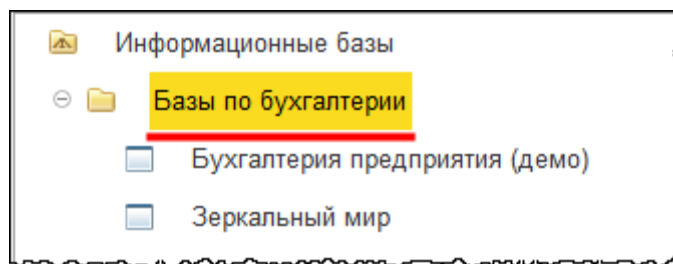 Информационные базы
Базы по бухгалтерии
Бухгалтерия предприятия (демо)
Зеркальный мир